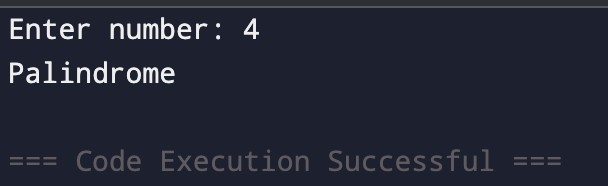 Enter number: 4
Palindrome
=== Code Execution Successful ===